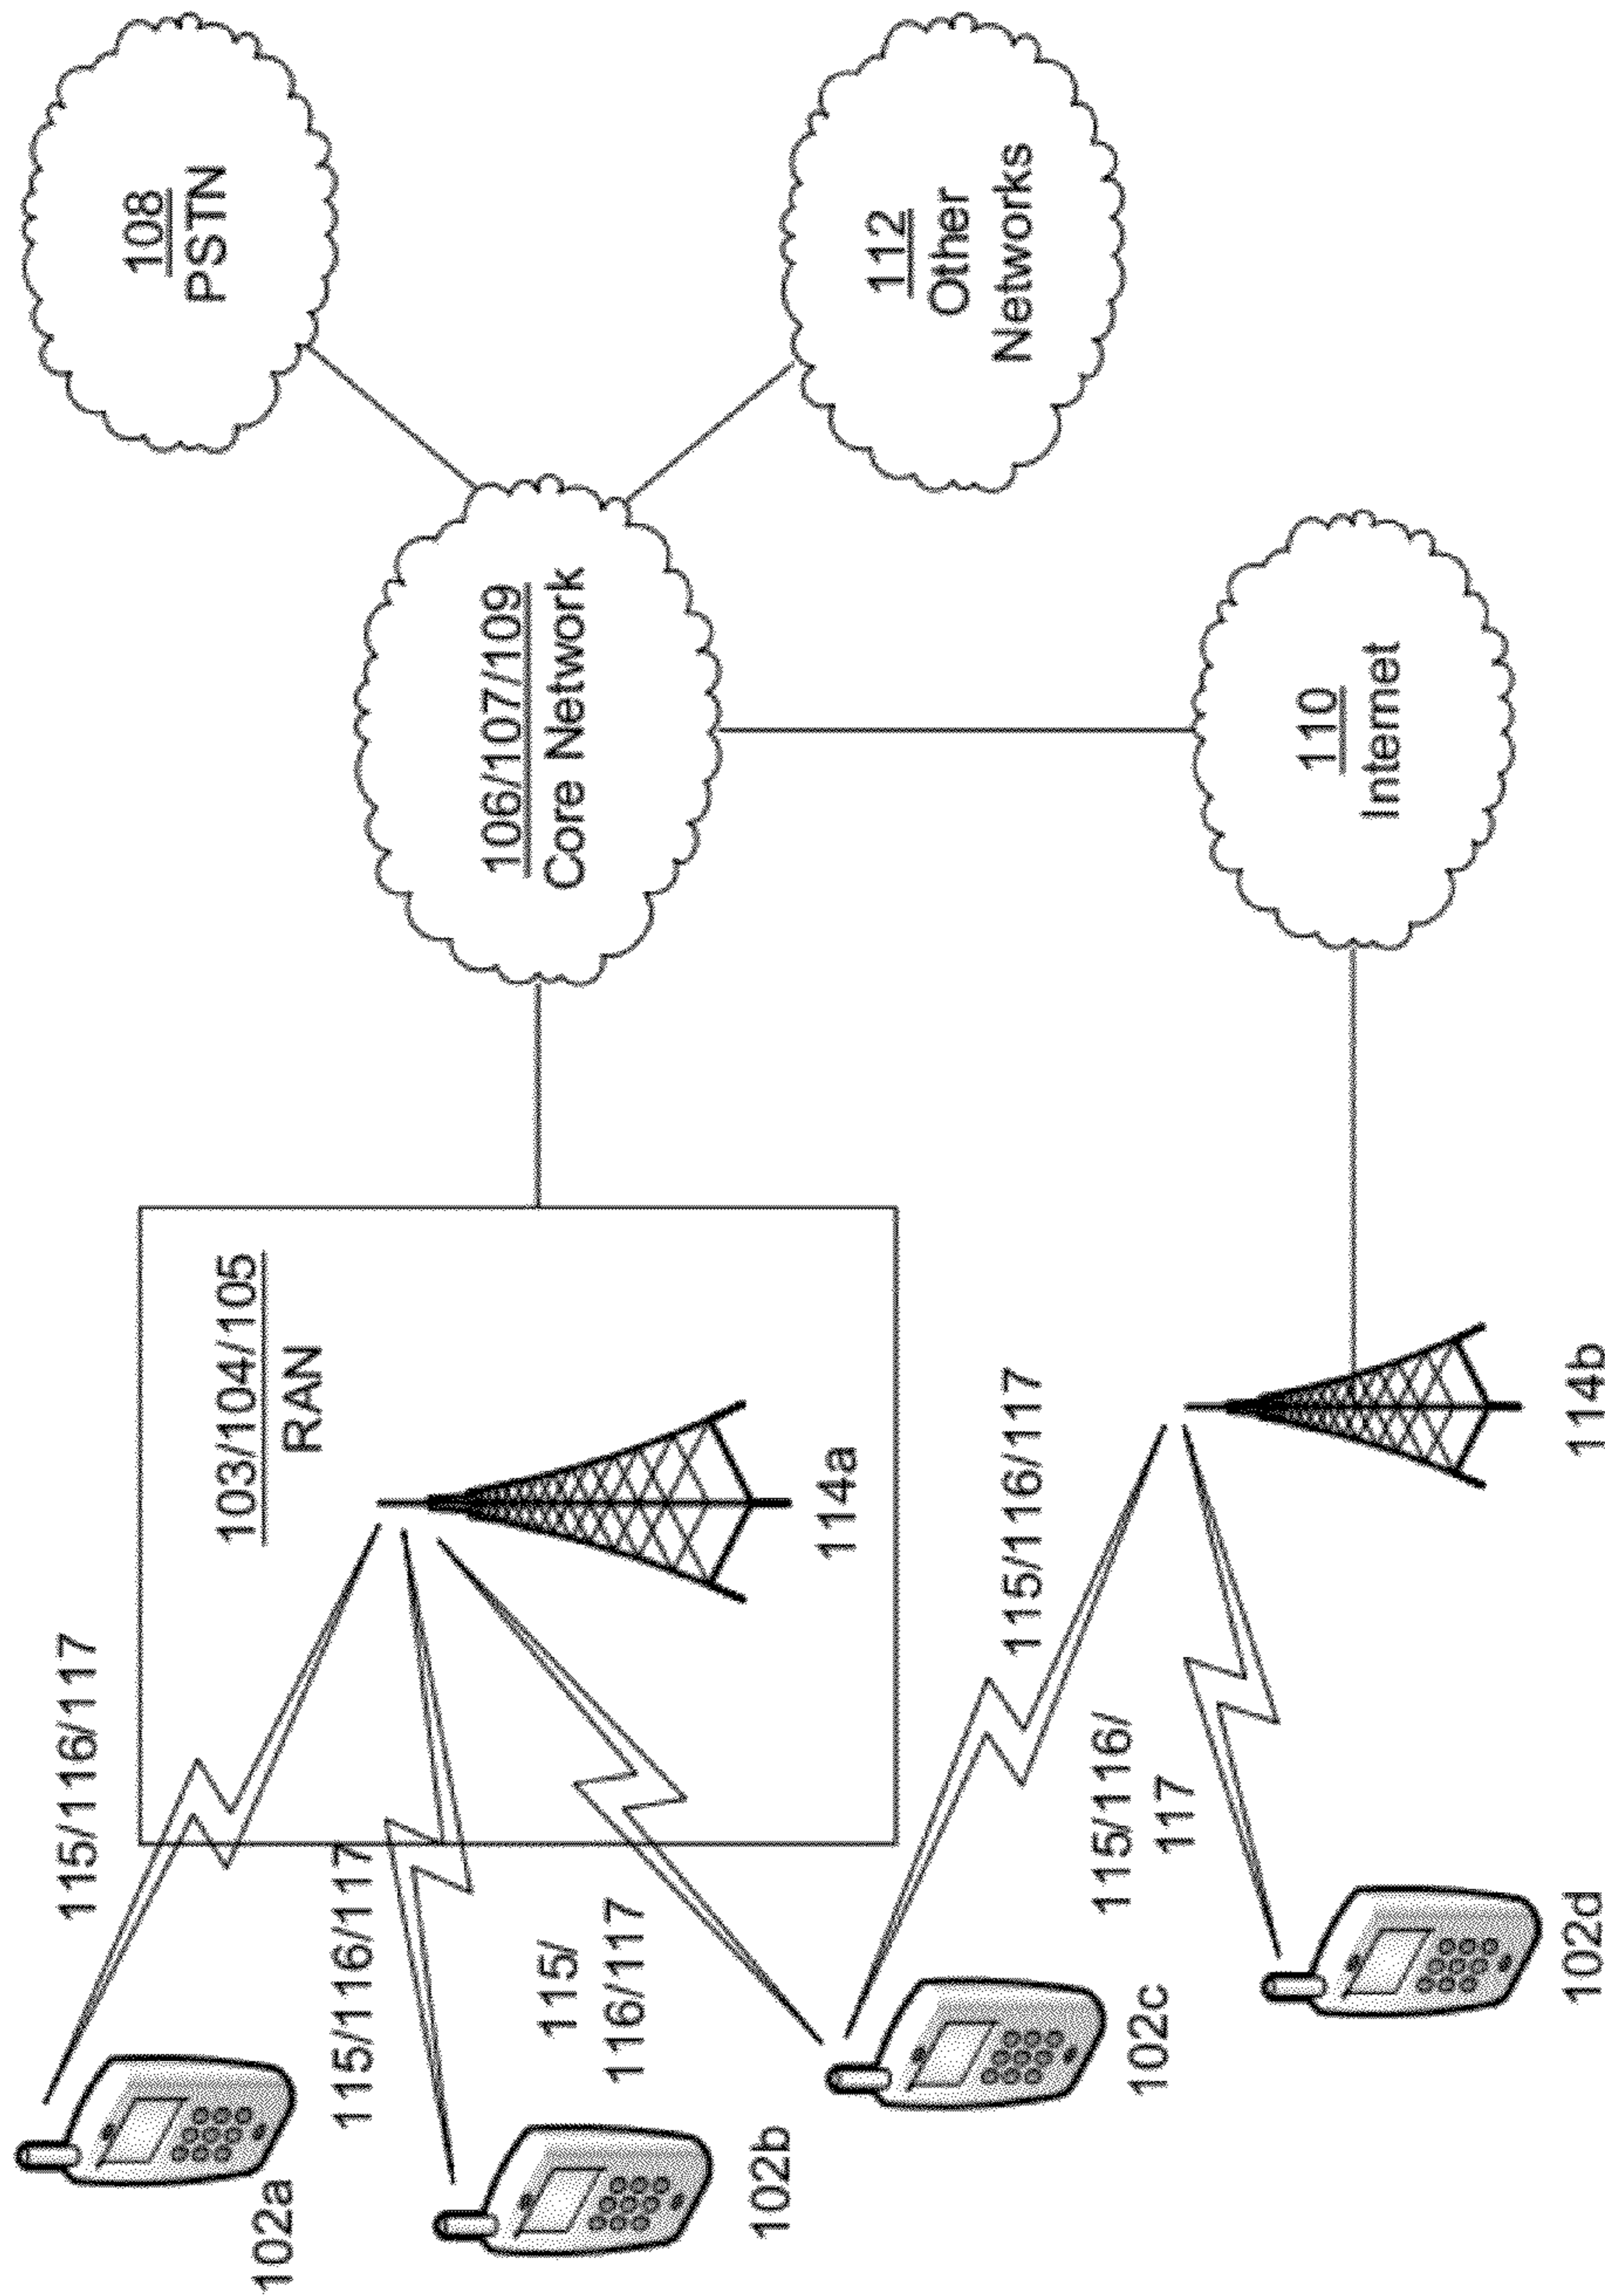 102a
115/116/117
103/104/105
RAN
108
PSTN
115/116/117
102b
115/
116/117
114a
106/107/109
Core Network
112
Other
Networks
102c
115/116/117
115/116/
117
102d
114b
110
Internet